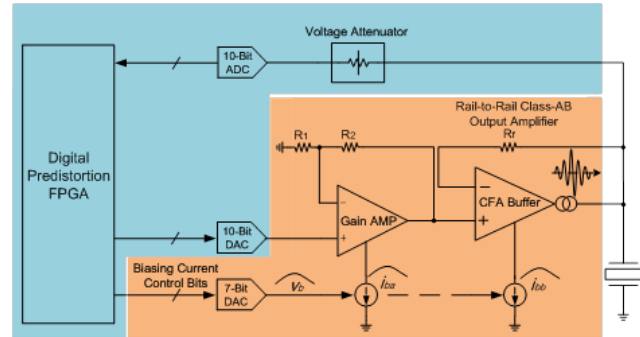 Voltage Attenuator
10-Bit
ADC
Rail-to-Rail Class-AB
Output Amplifier
R1
R2
Rf
Digital
Predistortion
FPGA
−
CFA Buffer
+
−
Gain AMP
+
10-Bit
DAC
Biasing Current
Control Bits
7-Bit
DAC
Vb
iba
ibb